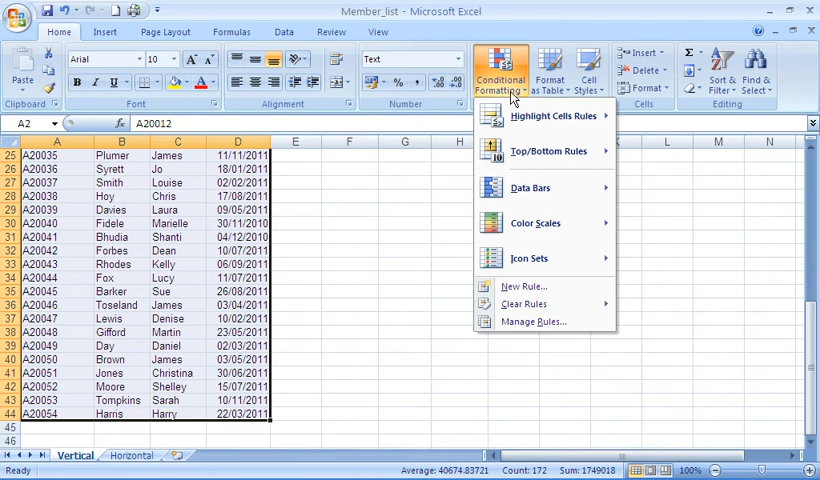 Member_list - Microsoft Excel
Home Insert Page Layout Formulas Data Review View
Paste
Arial 10
B I U
Text
Conditional Formatting
Format as Table
Cell Styles
Insert
Delete
Format
Sort & Filter
Find & Select
Clipboard Font Alignment Number Cells Editing
A2 A20012
A B C D E F G H K L M N
25 A20035 Plumer James 11/11/2011
26 A20036 Syrett Jo 18/01/2011
27 A20037 Smith Louise 02/02/2011
28 A20038 Hoy Chris 17/08/2011
29 A20039 Davies Laura 09/05/2011
30 A20040 Fidele Marielle 30/11/2010
31 A20041 Bhudia Shanti 04/12/2010
32 A20042 Forbes Dean 10/07/2011
33 A20043 Rhodes Kelly 06/09/2011
34 A20044 Fox Lucy 11/07/2011
35 A20045 Barker Sue 26/08/2011
36 A20046 Toseland James 03/04/2011
37 A20047 Lewis Denise 10/02/2011
38 A20048 Gifford Martin 23/05/2011
39 A20049 Day Daniel 02/03/2011
40 A20050 Brown James 03/05/2011
41 A20051 Jones Christina 30/06/2011
42 A20052 Moore Shelley 15/07/2011
43 A20053 Tompkins Sarah 10/11/2011
44 A20054 Harris Harry 22/03/2011
45
46
Highlight Cells Rules
Top/Bottom Rules
Data Bars
Color Scales
Icon Sets
New Rule...
Clear Rules
Manage Rules...
Vertical Horizontal
Ready Average: 40674.83721 Count: 172 Sum: 1749018 100%